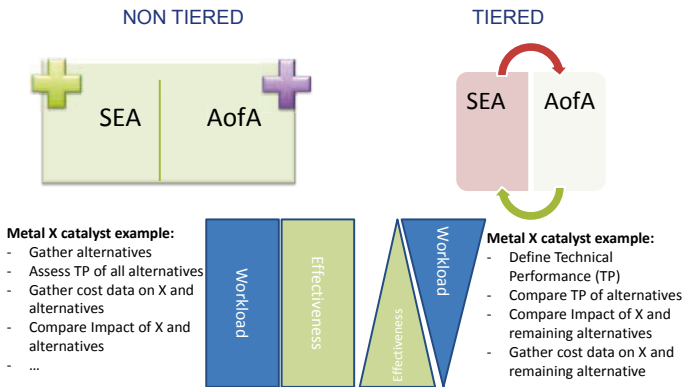 NON TIERED
TIERED
SEA
AofA
SEA
AofA
Metal X catalyst example:
- Gather alternatives
- Assess TP of all alternatives
- Gather cost data on X and
alternatives
- Compare Impact of X and
alternatives
- ...
Workload
Effectiveness
Effectiveness
Workload
Metal X catalyst example:
- Define Technical
Performance (TP)
- Compare TP of alternatives
- Compare Impact of X and
remaining alternatives
- Gather cost data on X and
remaining alternative